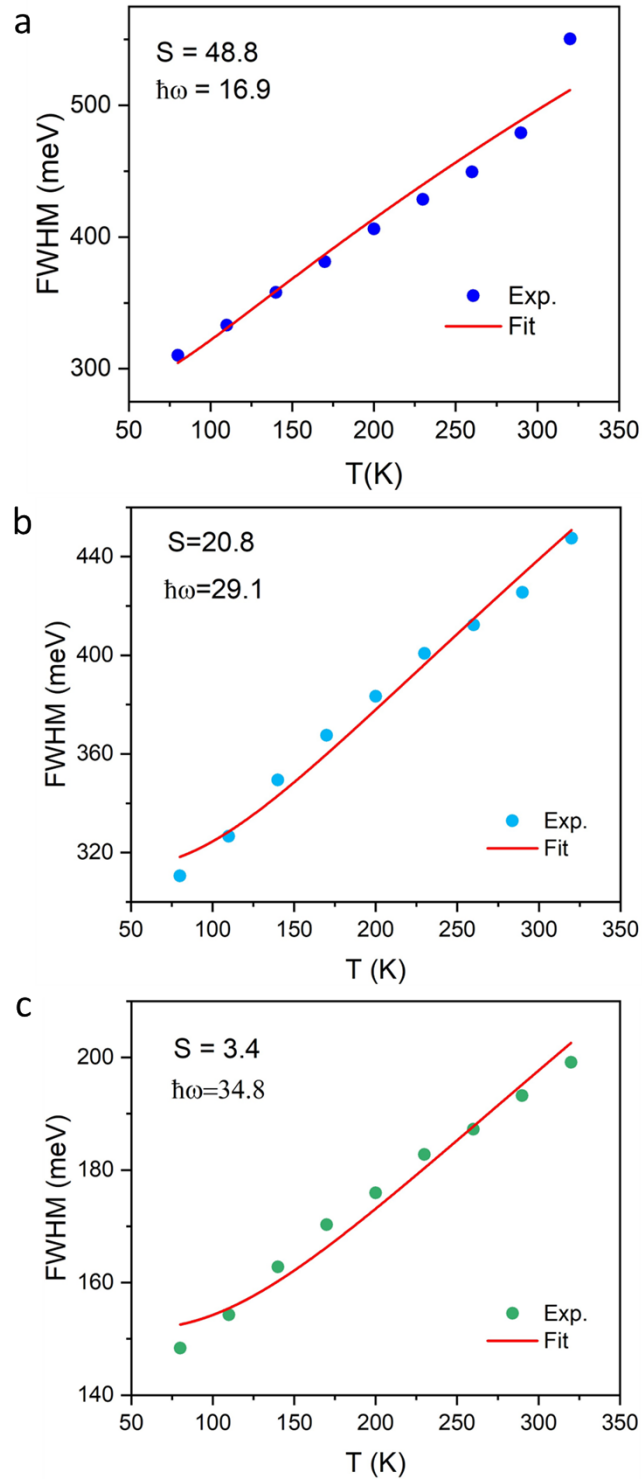 a
S = 48.8
ħω = 16.9
500
400
300
FWHM (meV)
Exp.
Fit
50 100 150 200 250 300 350
T(K)
b
S=20.8
ħω=29.1
440
400
360
320
FWHM (meV)
Exp.
Fit
50 100 150 200 250 300 350
T (K)
c
S = 3.4
ħω=34.8
200
180
160
140
FWHM (meV)
Exp.
Fit
50 100 150 200 250 300 350
T (K)